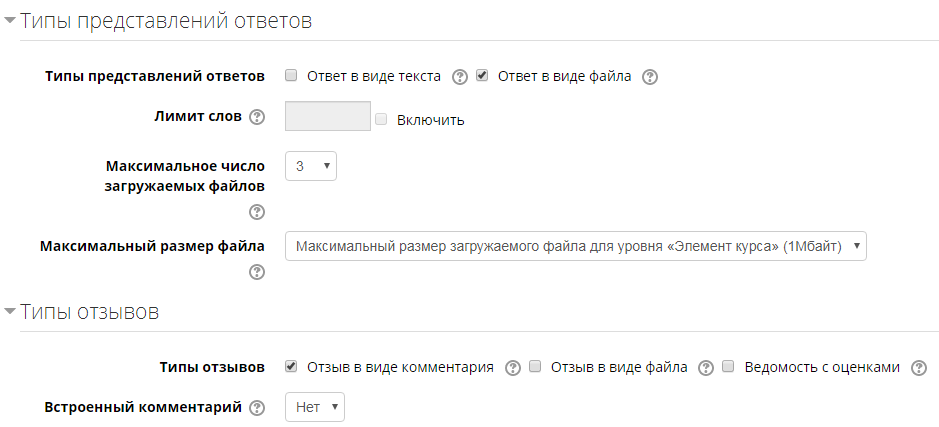 Типы представлений ответов
Типы представлений ответов Ответ в виде текста Ответ в виде файла
Лимит слов Включить
Максимальное число 3
загружаемых файлов
Максимальный размер файла Максимальный размер загружаемого файла для уровня «Элемент курса» (1Мбайт)
Типы отзывов
Типы отзывов Отзыв в виде комментария Отзыв в виде файла Ведомость с оценками
Встроенный комментарий Нет